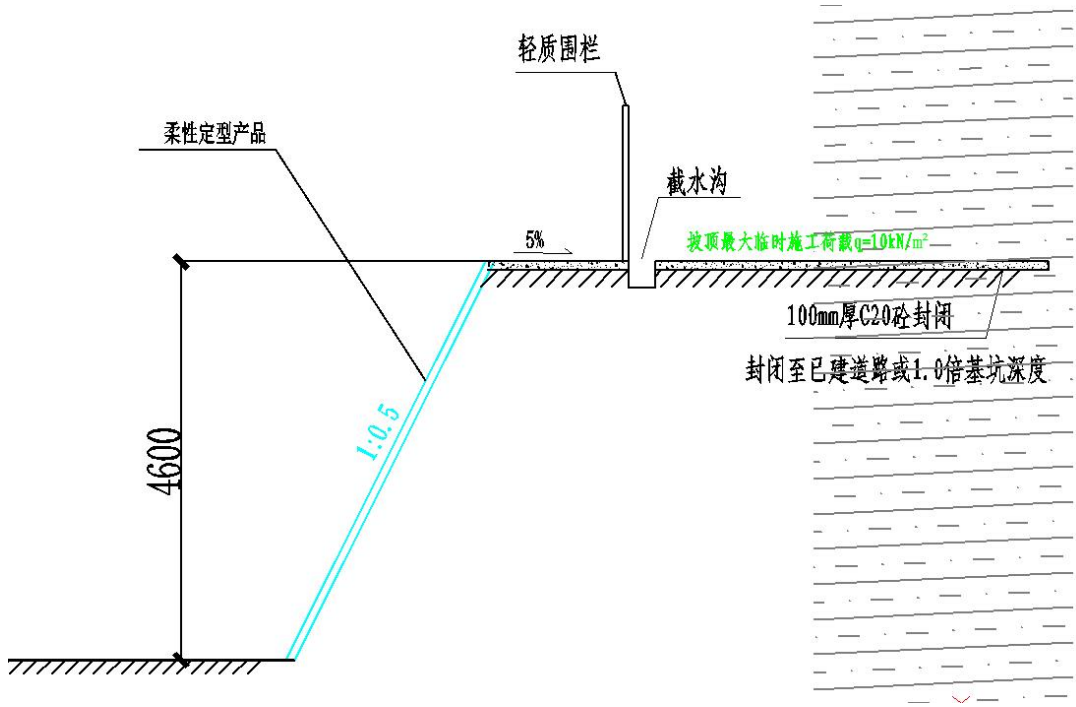 轻质围栏
柔性定型产品
截水沟
5%
坡顶最大临时施工荷载q=10kN/m²
100mm厚C20砼封闭
封闭至已建道路或1.0倍基坑深度
1:0.5
4600